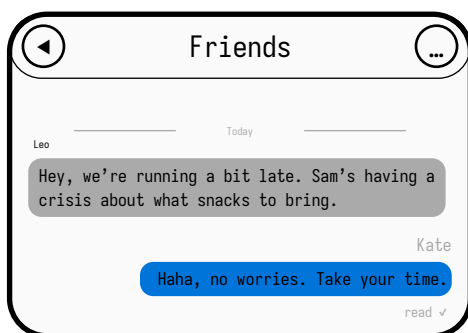 Friends
...
Today
Leo
Hey, we’re running a bit late. Sam’s having a
crisis about what snacks to bring.
Kate
Haha, no worries. Take your time.
read ✓